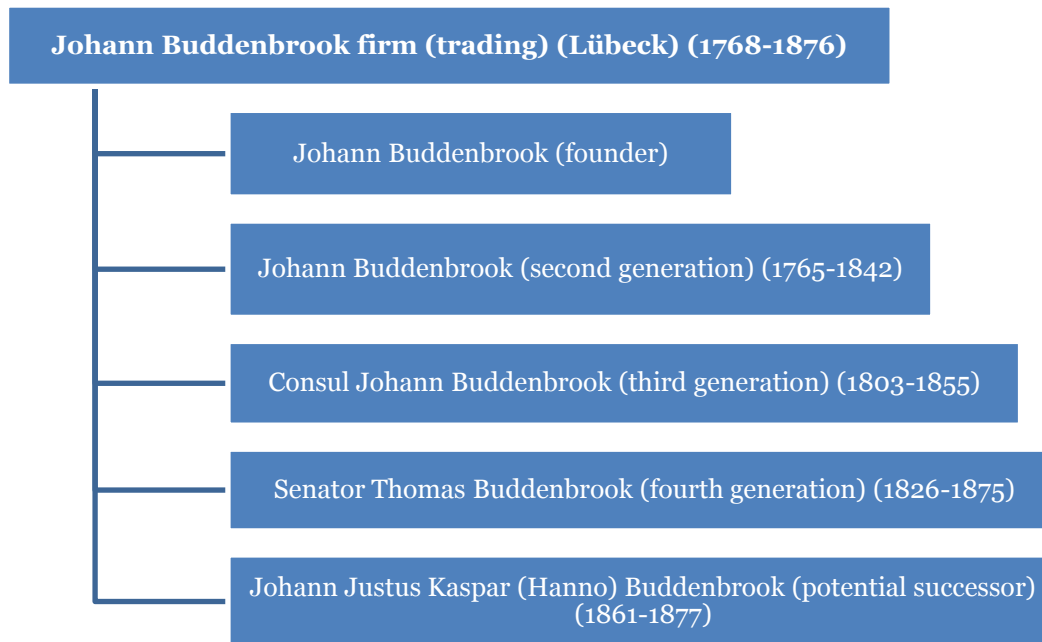 Johann Buddenbrook firm (trading) (Lübeck) (1768-1876)
Johann Buddenbrook (founder)
Johann Buddenbrook (second generation) (1765-1842)
Consul Johann Buddenbrook (third generation) (1803-1855)
Senator Thomas Buddenbrook (fourth generation) (1826-1875)
Johann Justus Kaspar (Hanno) Buddenbrook (potential successor)
(1861-1877)